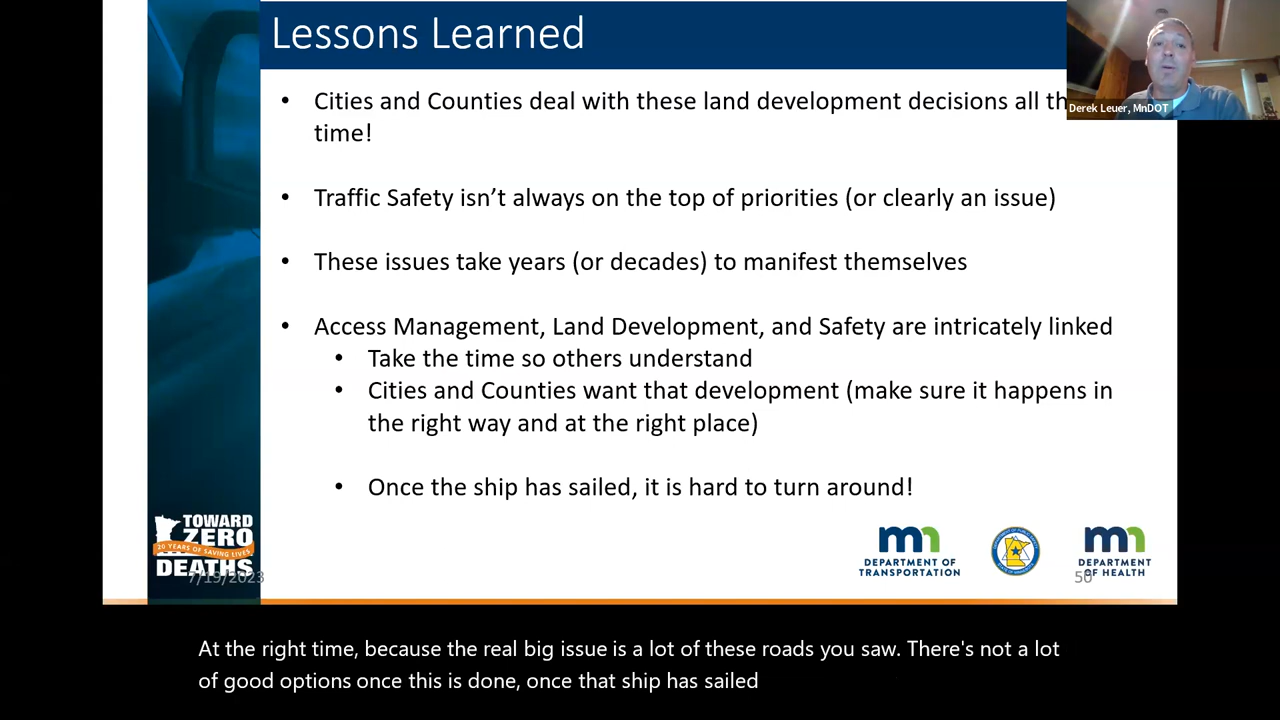 Lessons Learned
Derek Leuer, MnDOT
• Cities and Counties deal with these land development decisions all th
time!
• Traffic Safety isn't always on the top of priorities (or clearly an issue)
• These issues take years (or decades) to manifest themselves
• Access Management, Land Development, and Safety are intricately linked
• Take the time so others understand
• Cities and Counties want that development (make sure it happens in
the right way and at the right place)
• Once the ship has sailed, it is hard to turn around!
TOWARD
ZERO
20 YEARS OF SAVING LIVES
DEATHS
7/19/2023
mn
DEPARTMENT OF
TRANSPORTATION
mn
DEPARTMENT
OF HEALTH
50
At the right time, because the real big issue is a lot of these roads you saw. There's not a lot
of good options once this is done, once that ship has sailed